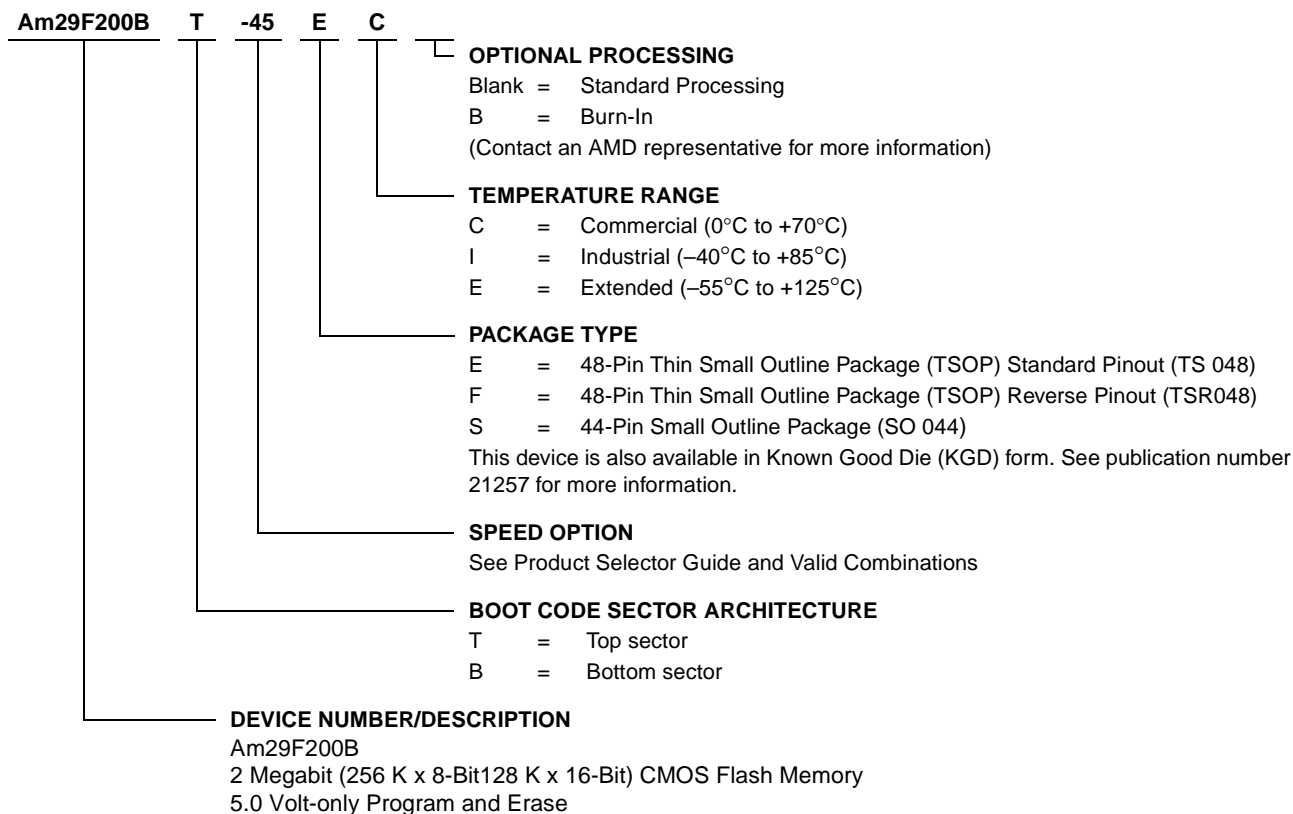 Am29F200B T -45 E C
OPTIONAL PROCESSING
Blank = Standard Processing
B = Burn-In
(Contact an AMD representative for more information)
TEMPERATURE RANGE
C = Commercial (0°C to +70°C)
I = Industrial (–40°C to +85°C)
E = Extended (–55°C to +125°C)
PACKAGE TYPE
E = 48-Pin Thin Small Outline Package (TSOP) Standard Pinout (TS 048)
F = 48-Pin Thin Small Outline Package (TSOP) Reverse Pinout (TSR048)
S = 44-Pin Small Outline Package (SO 044)
This device is also available in Known Good Die (KGD) form. See publication number
21257 for more information.
SPEED OPTION
See Product Selector Guide and Valid Combinations
BOOT CODE SECTOR ARCHITECTURE
T = Top sector
B = Bottom sector
DEVICE NUMBER/DESCRIPTION
Am29F200B
2 Megabit (256 K x 8-Bit128 K x 16-Bit) CMOS Flash Memory
5.0 Volt-only Program and Erase